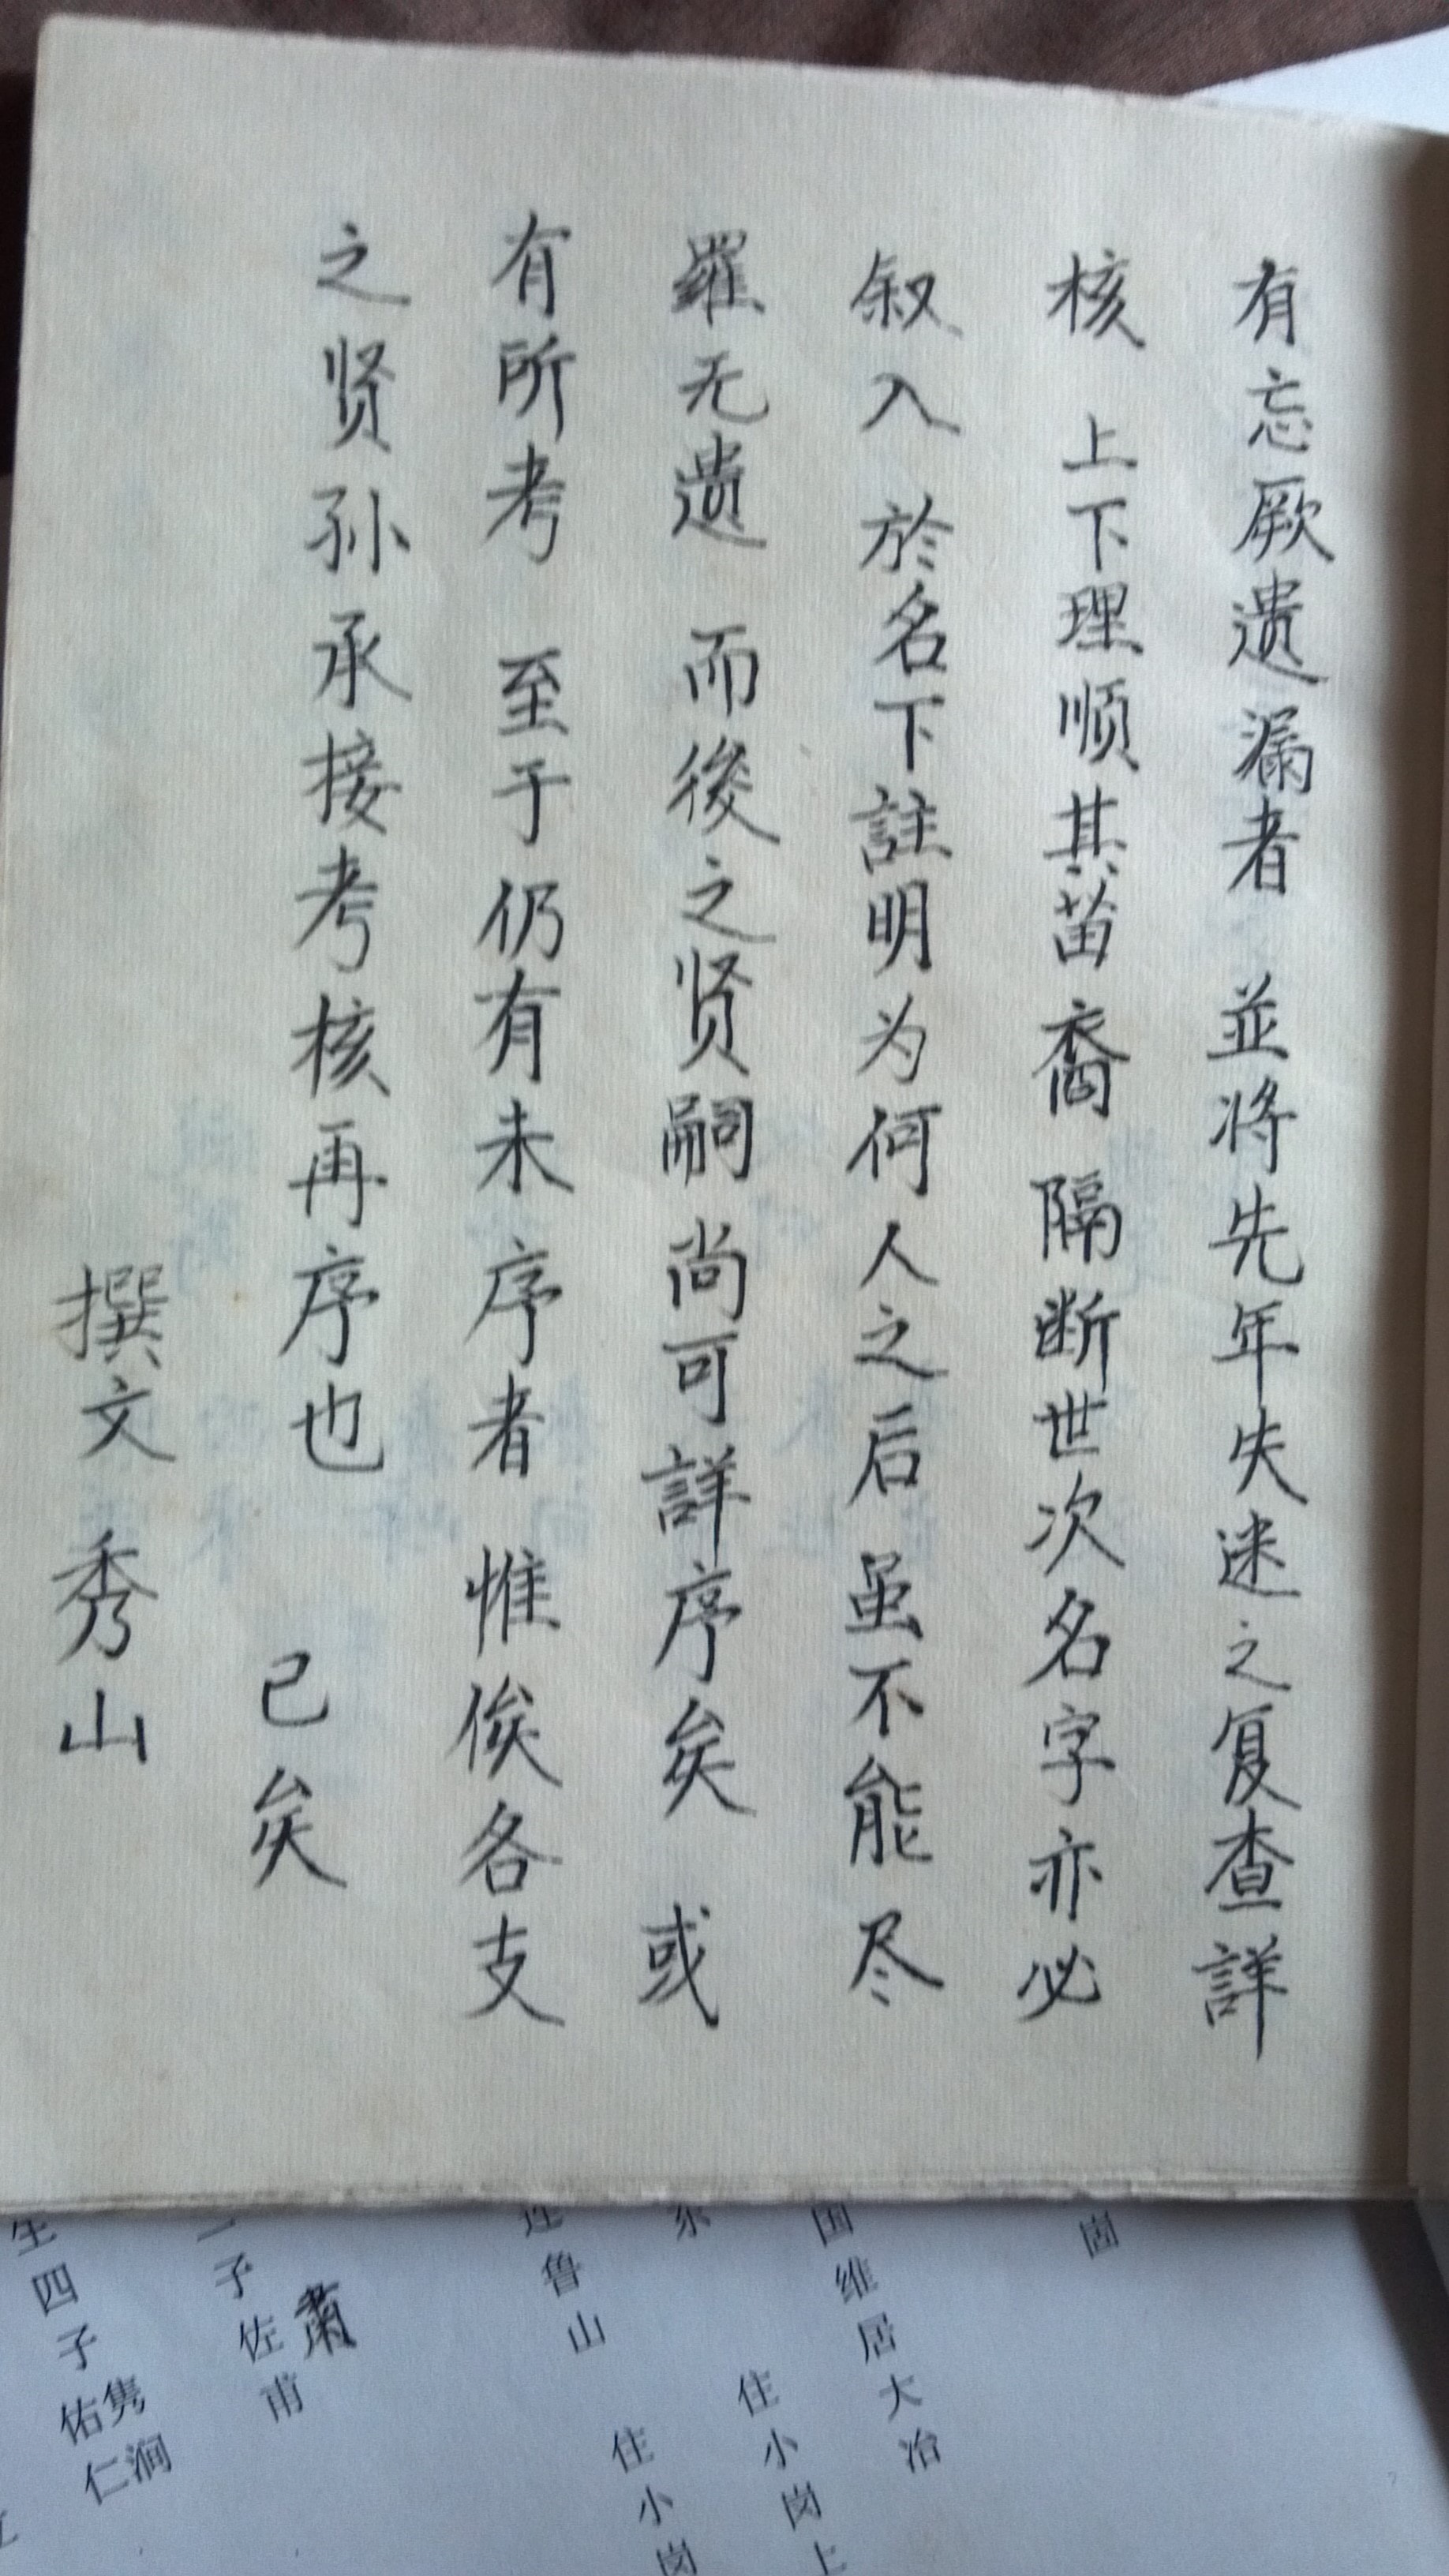 有忘厥遗漏者 並将先年失迷之复查詳
核 上下理顺其苗裔 隔断世次名字亦必
叙入於名下註明为何人之后虽不能尽
羅无遗 而後之贤嗣尚可詳序矣 或
有所考 至于仍有未序者 惟俟各支
之贤孙承接考核再序也 已矣
撰文 秀山
固
国维居大冶
住小岗上
东
住小岗
鲁山
一子佐甫
肅
生四子佑仁
隽润